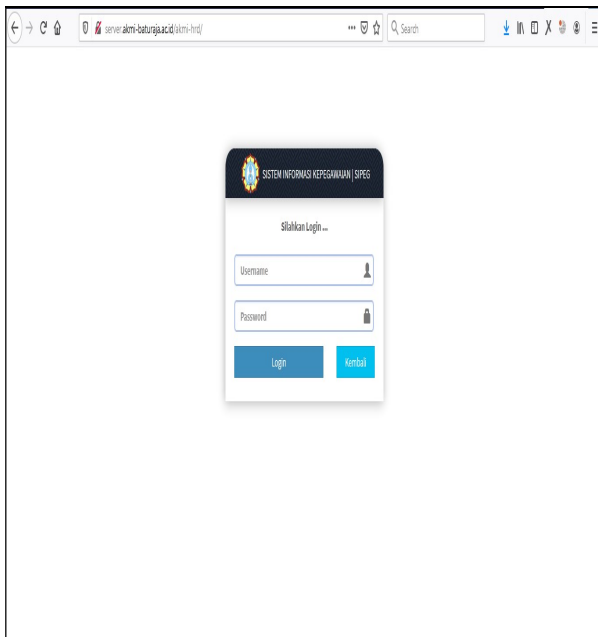 server.akmi-baturaja.ac.id/akmi-hrd/
Search
SISTEM INFORMASI KEPEGAWAIAN | SIPEG
Silahkan Login ...
Username
Password
Login
Kembali